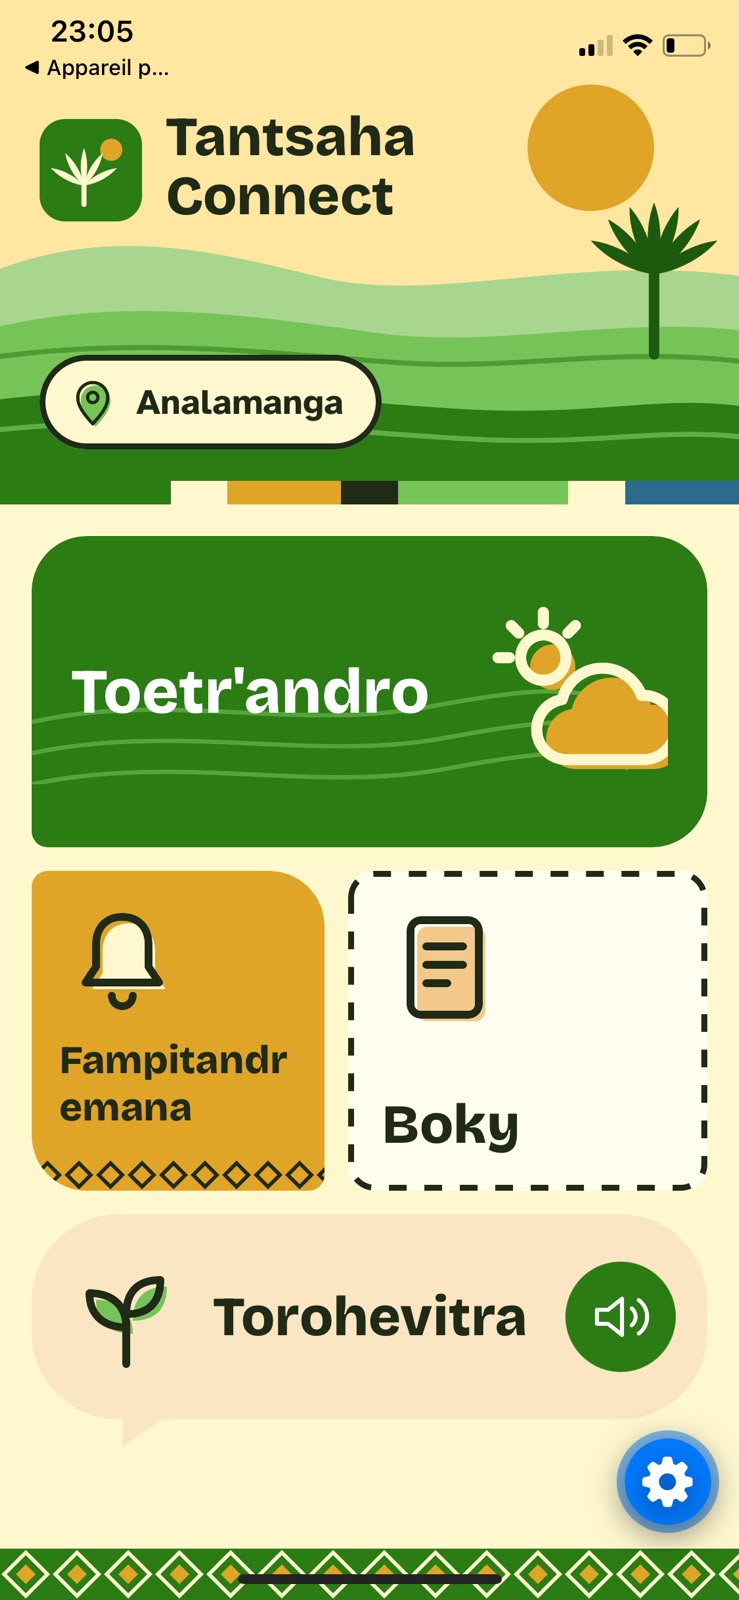 23:05
◀ Appareil p...
Tantsaha
Connect
Analamanga
Toetr'andro
Fampitandr
emana
Boky
Torohevitra